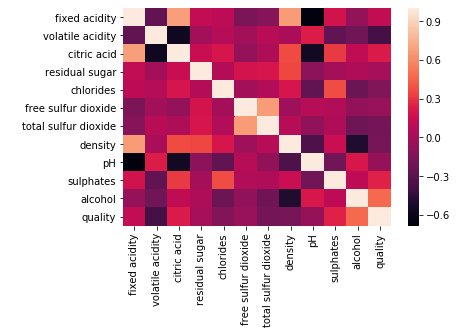 fixed acidity
volatile acidity
citric acid
residual sugar
chlorides
free sulfur dioxide
total sulfur dioxide
density
pH
sulphates
alcohol
quality
fixed acidity
volatile acidity
citric acid
residual sugar
chlorides
free sulfur dioxide
total sulfur dioxide
density
pH
sulphates
alcohol
quality
0.9
0.6
0.3
0.0
−0.3
−0.6